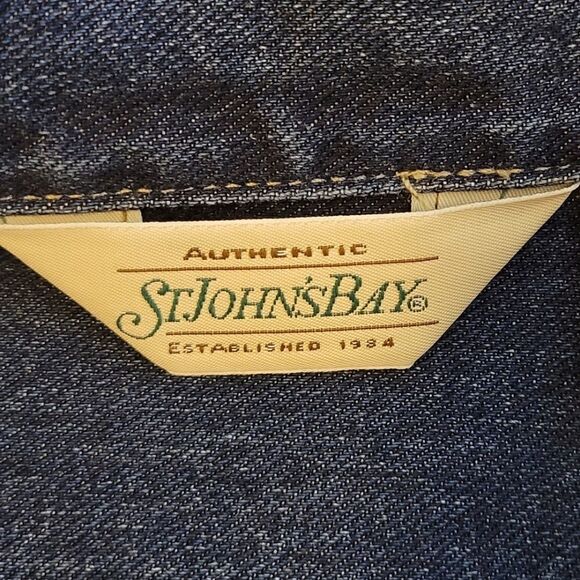 AUTHENTIC
ST JOHN'S BAY®
ESTABLISHED 1984